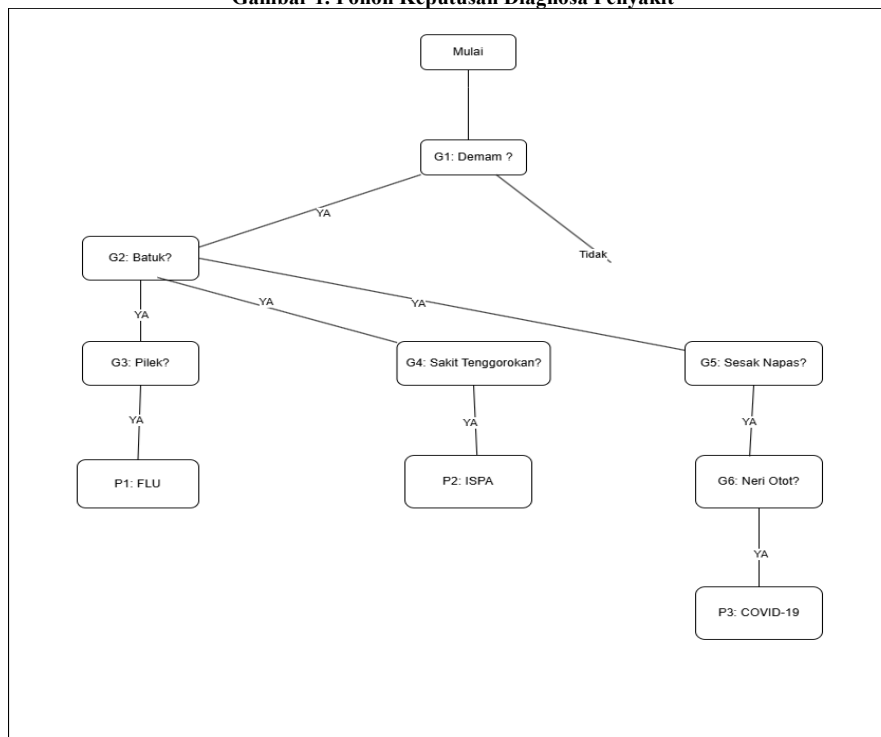 Gambar 1. Pohon Keputusan Diagnosa Penyakit
Mulai
G1: Demam ?
YA
Tidak
G2: Batuk?
YA
YA
YA
G3: Pilek?
G4: Sakit Tenggorokan?
G5: Sesak Napas?
YA
YA
YA
P1: FLU
P2: ISPA
G6: Neri Otot?
YA
P3: COVID-19